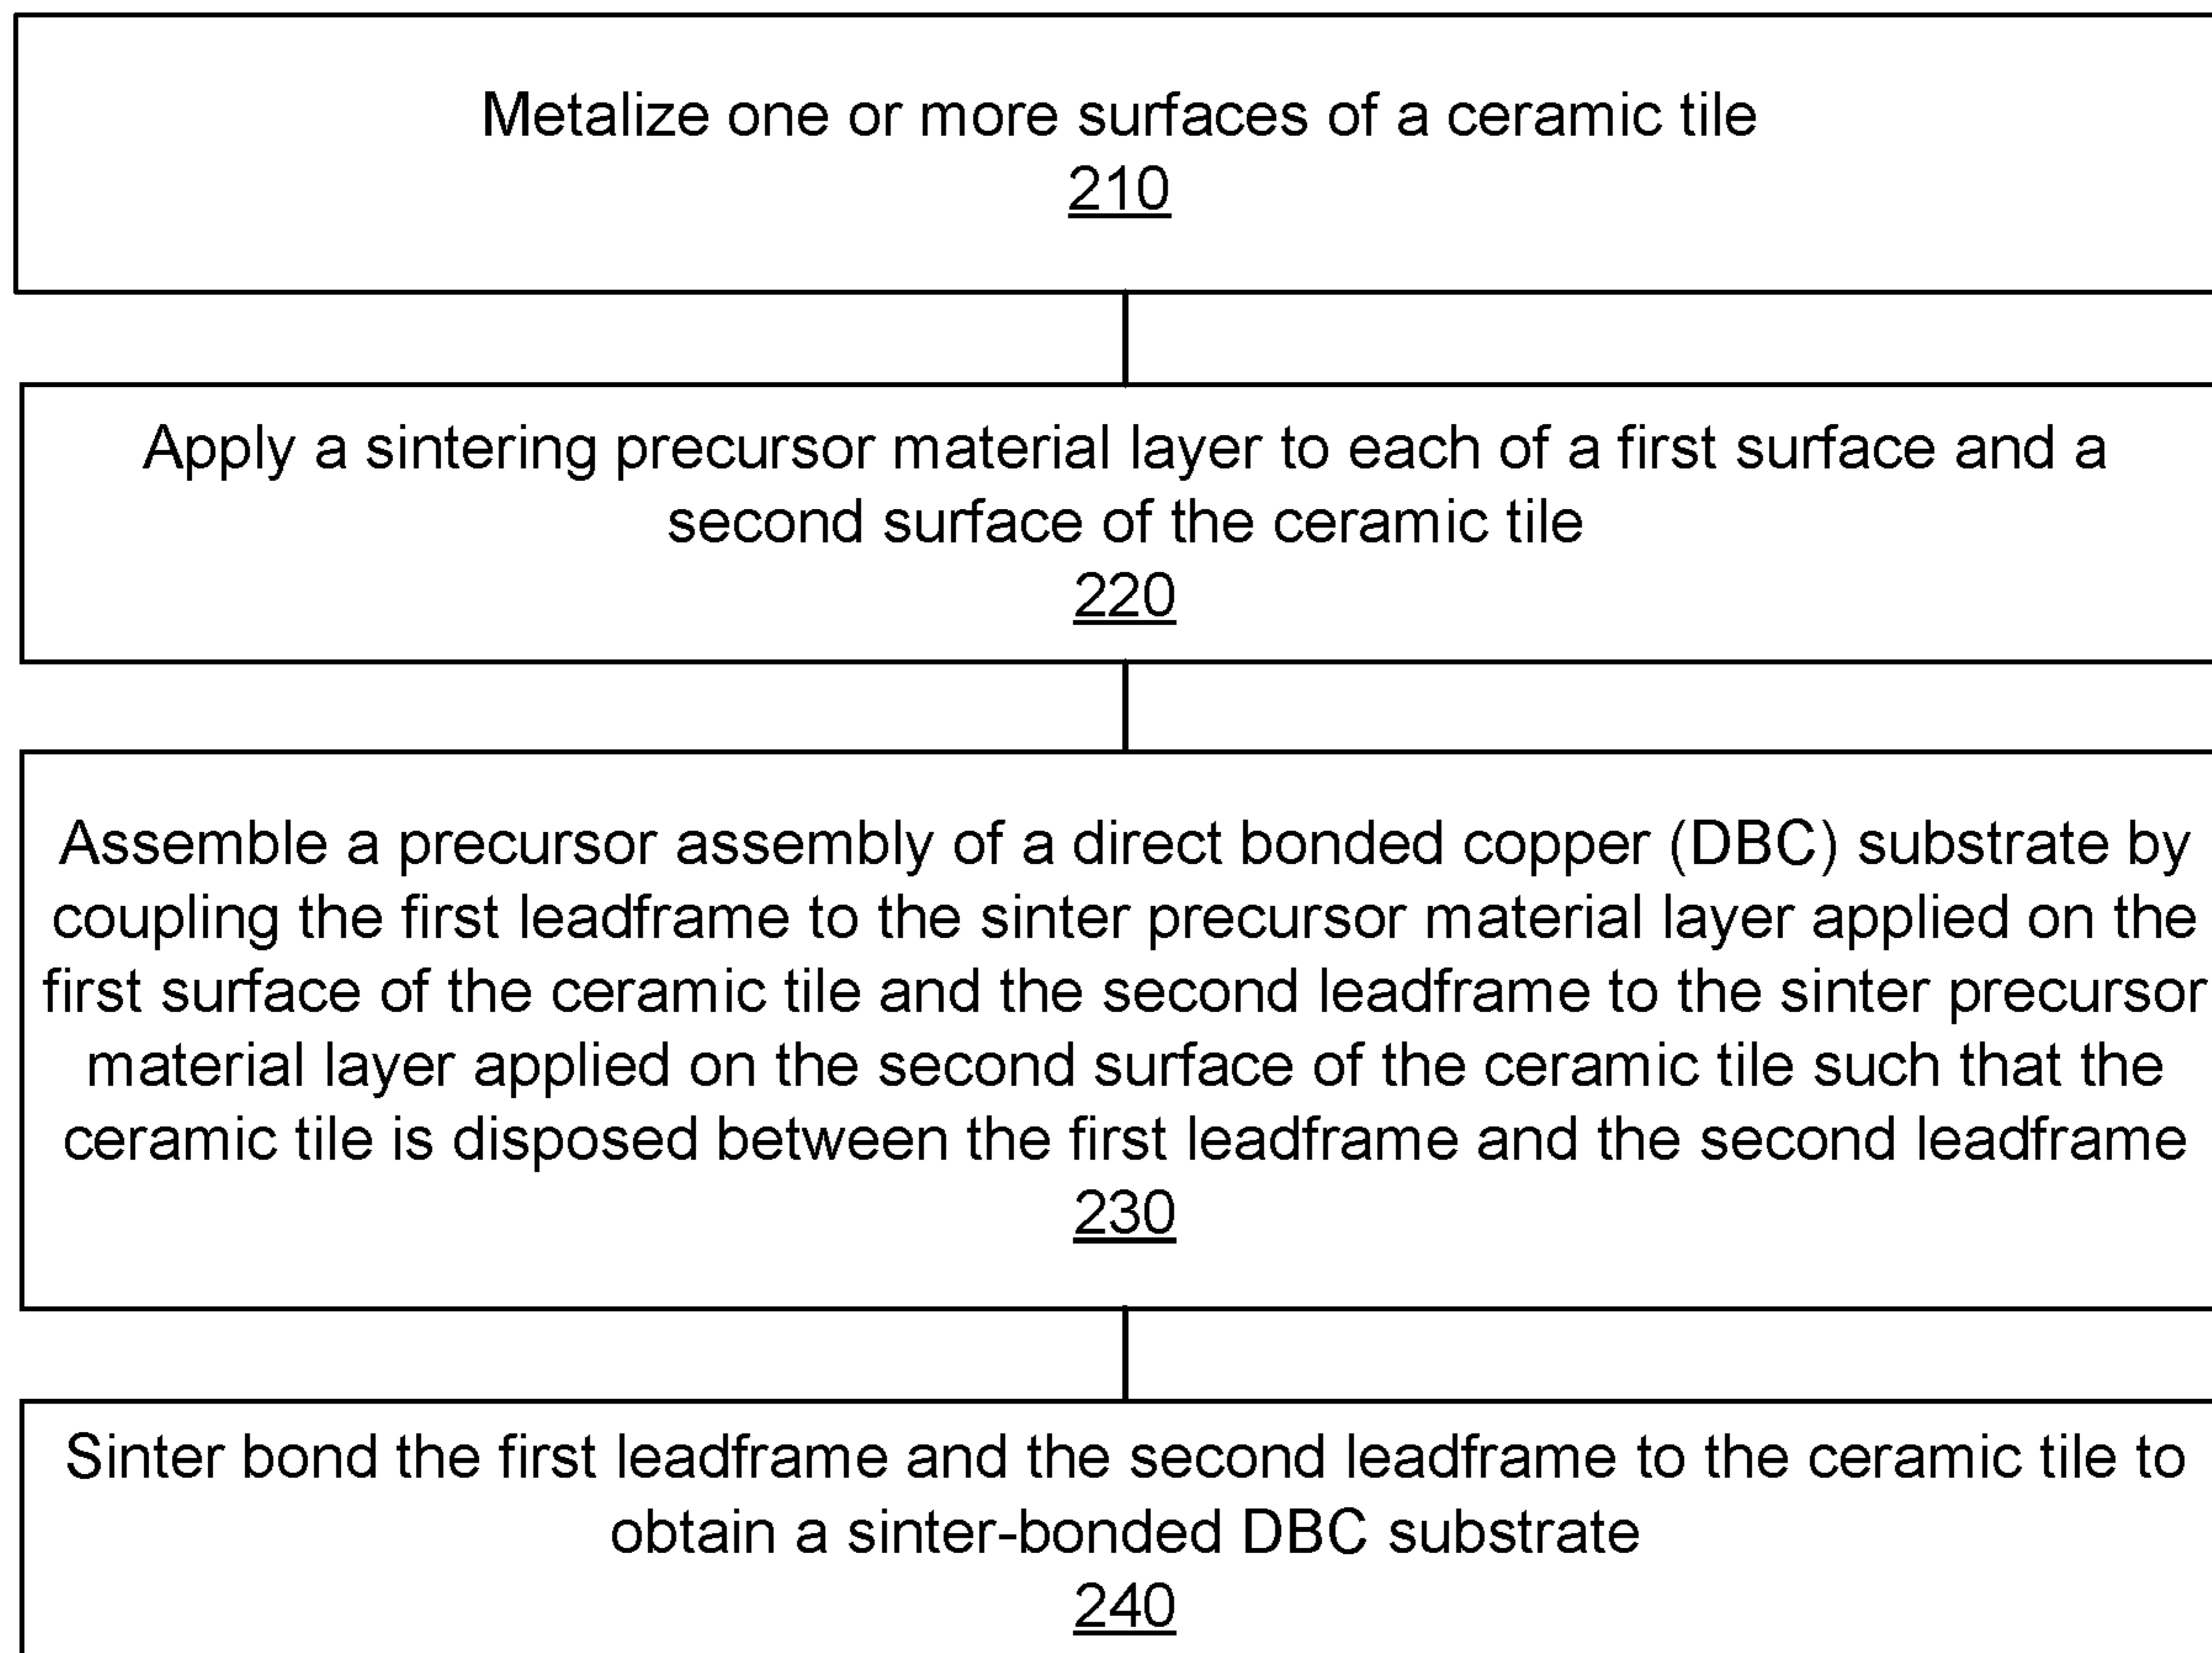 Metalize one or more surfaces of a ceramic tile
210
Apply a sintering precursor material layer to each of a first surface and a
second surface of the ceramic tile
220
Assemble a precursor assembly of a direct bonded copper (DBC) substrate by
coupling the first leadframe to the sinter precursor material layer applied on the
first surface of the ceramic tile and the second leadframe to the sinter precursor
material layer applied on the second surface of the ceramic tile such that the
ceramic tile is disposed between the first leadframe and the second leadframe
230
Sinter bond the first leadframe and the second leadframe to the ceramic tile to
obtain a sinter-bonded DBC substrate
240